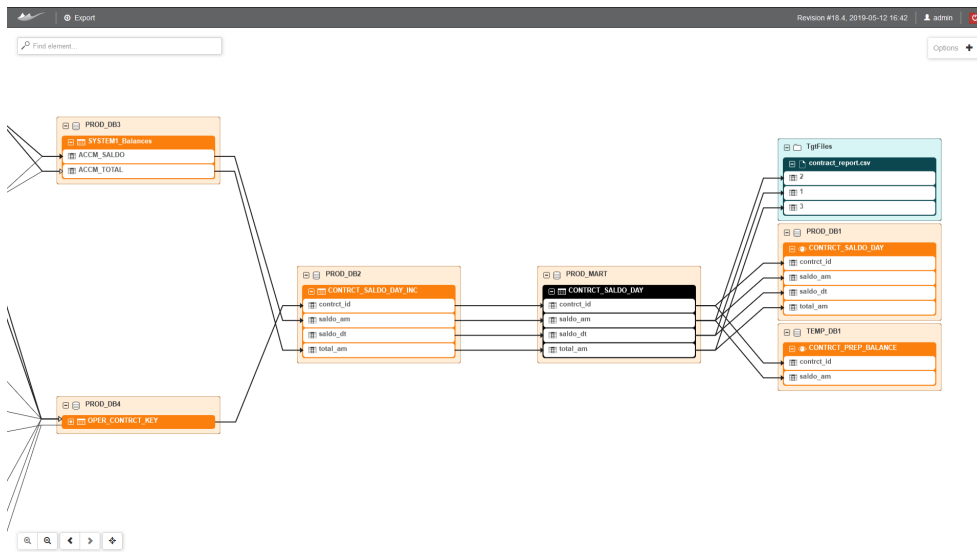 Export
Revision #18.4, 2019-05-12 16:42
admin
Find element...
Options
PROD_DB3
SYSTEM1_Balances
ACCM_SALDO
ACCM_TOTAL
PROD_DB4
OPER_CONTRCT_KEY
PROD_DB2
CONTRCT_SALDO_DAY_INC
contrct_id
saldo_am
saldo_dt
total_am
PROD_MART
CONTRCT_SALDO_DAY
contrct_id
saldo_am
saldo_dt
total_am
TgtFiles
contract_report.csv
2
1
3
PROD_DB1
CONTRCT_SALDO_DAY
contrct_id
saldo_am
saldo_dt
total_am
TEMP_DB1
CONTRCT_PREP_BALANCE
contrct_id
saldo_am